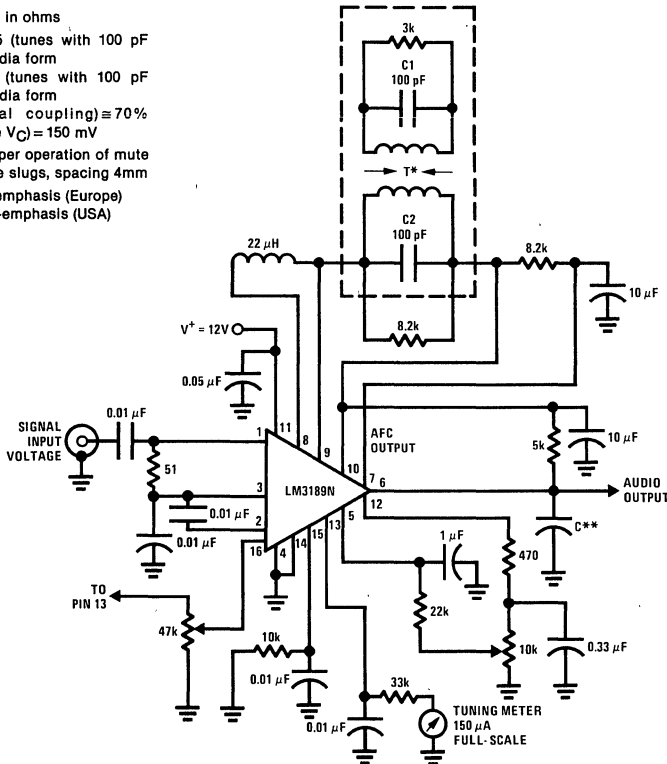 in ohms
5 (tunes with 100 pF
dia form
(tunes with 100 pF
dia form
al coupling) ≅ 70%
e VC) = 150 mV
per operation of mute
e slugs, spacing 4mm
emphasis (Europe)
-emphasis (USA)
3k
C1
100 pF
T*
C2
100 pF
22 μH
8.2k
10 μF
8.2k
V+ = 12V
0.05 μF
0.01 μF
SIGNAL
INPUT
VOLTAGE
51
1
11
8
9
10
AFC
OUTPUT
7
5k
10 μF
LM3189N
6
AUDIO
OUTPUT
3
12
5
13
15
14
4
2
16
0.01 μF
0.01 μF
1 μF
C**
470
TO
PIN 13
47k
10k
22k
10k
0.33 μF
0.01 μF
33k
0.01 μF
TUNING METER
150 μA
FULL-SCALE